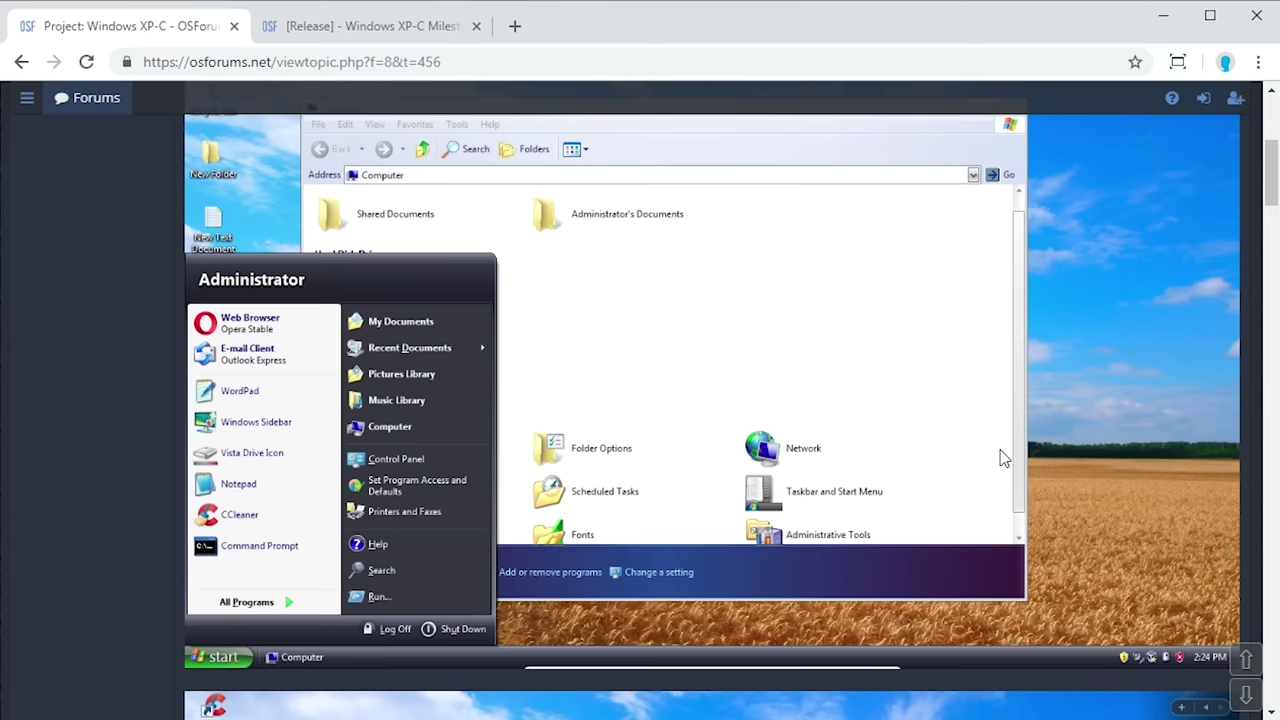 Project: Windows XP-C - OSForun
OSF
[Release] - Windows XP-C Milest
https://osforums.net/viewtopic.php?f=8&t=456
Forums
File Edit View Favorites Tools Help
Back
Search
Folders
Address
Computer
Go
New Folder
New Text
Document
Shared Documents
Administrator's Documents
Administrator
Web Browser
Opera Stable
E-mail Client
Outlook Express
WordPad
Windows Sidebar
Vista Drive Icon
Notepad
CCleaner
Command Prompt
All Programs
My Documents
Recent Documents
Pictures Library
Music Library
Computer
Control Panel
Set Program Access and
Defaults
Printers and Faxes
Help
Search
Run...
Log Off
Shut Down
Folder Options
Network
Scheduled Tasks
Taskbar and Start Menu
Fonts
Administrative Tools
Add or remove programs
Change a setting
start
Computer
2:24 PM